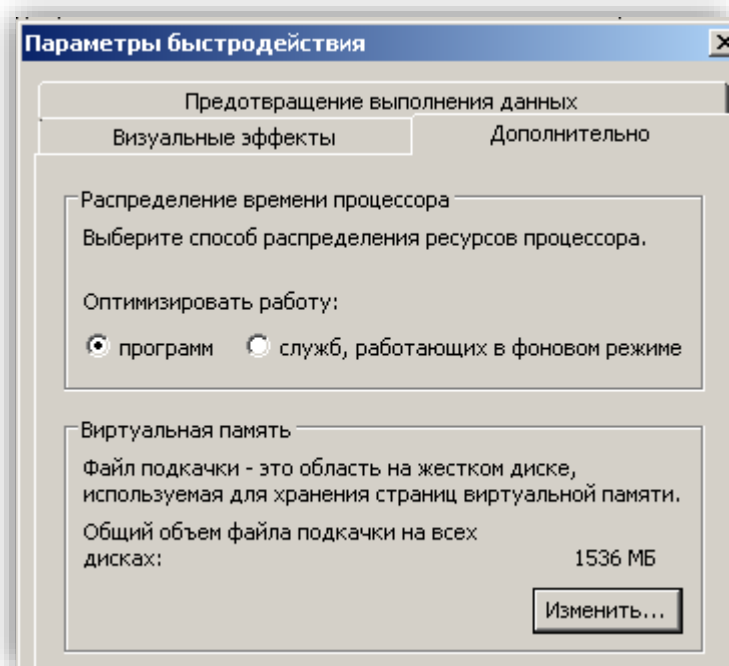 Параметры быстродействия
Предотвращение выполнения данных
Визуальные эффекты
Дополнительно
Распределение времени процессора
Выберите способ распределения ресурсов процессора.
Оптимизировать работу:
программ
служб, работающих в фоновом режиме
Виртуальная память
Файл подкачки - это область на жестком диске,
используемая для хранения страниц виртуальной памяти.
Общий объем файла подкачки на всех
дисках:
1536 МБ
Изменить...